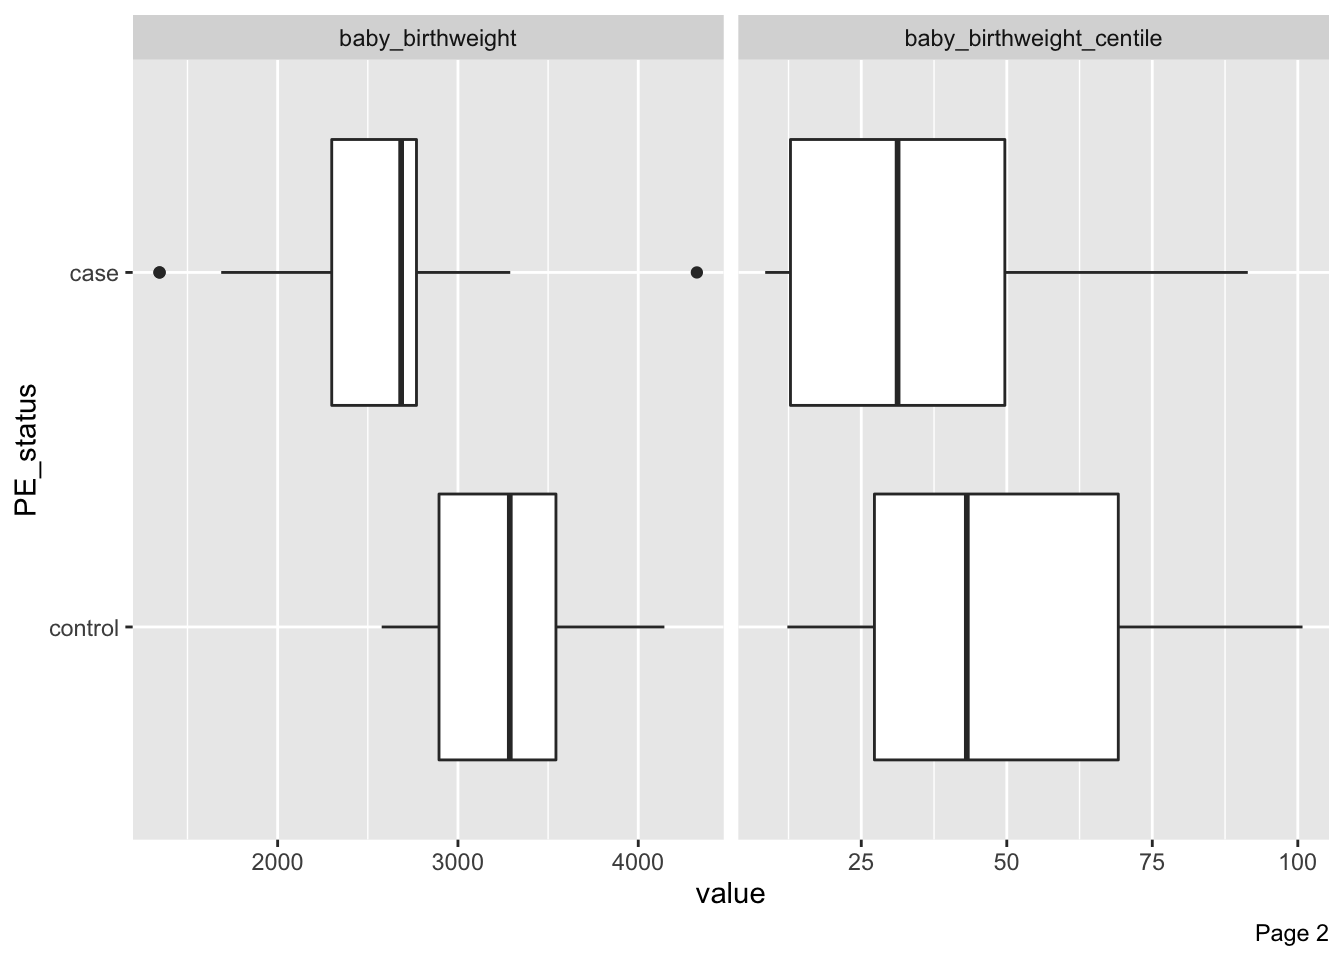 baby_birthweight
baby_birthweight_centile
PE_status
case
control
2000
3000
4000
25
50
75
100
value
Page 2